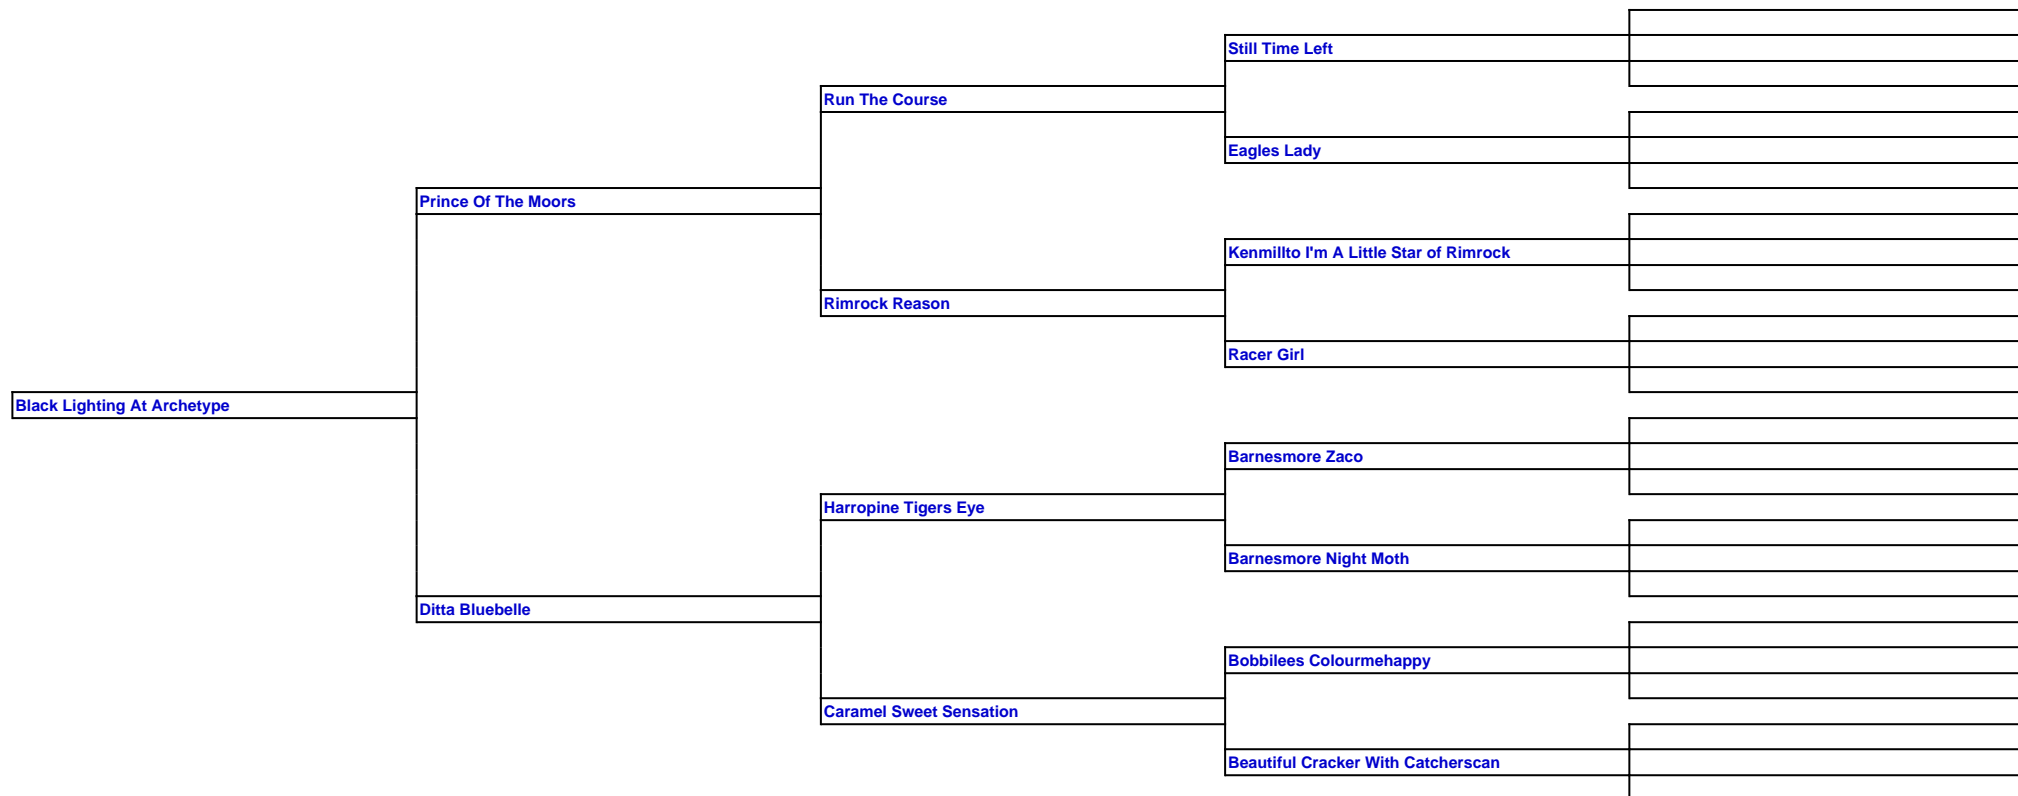 Still Time Left
Run The Course
Eagles Lady
Prince Of The Moors
Kenmillto I'm A Little Star of Rimrock
Rimrock Reason
Racer Girl
Black Lighting At Archetype
Barnesmore Zaco
Harropine Tigers Eye
Barnesmore Night Moth
Ditta Bluebelle
Bobbilees Colourmehappy
Caramel Sweet Sensation
Beautiful Cracker With Catcherscan